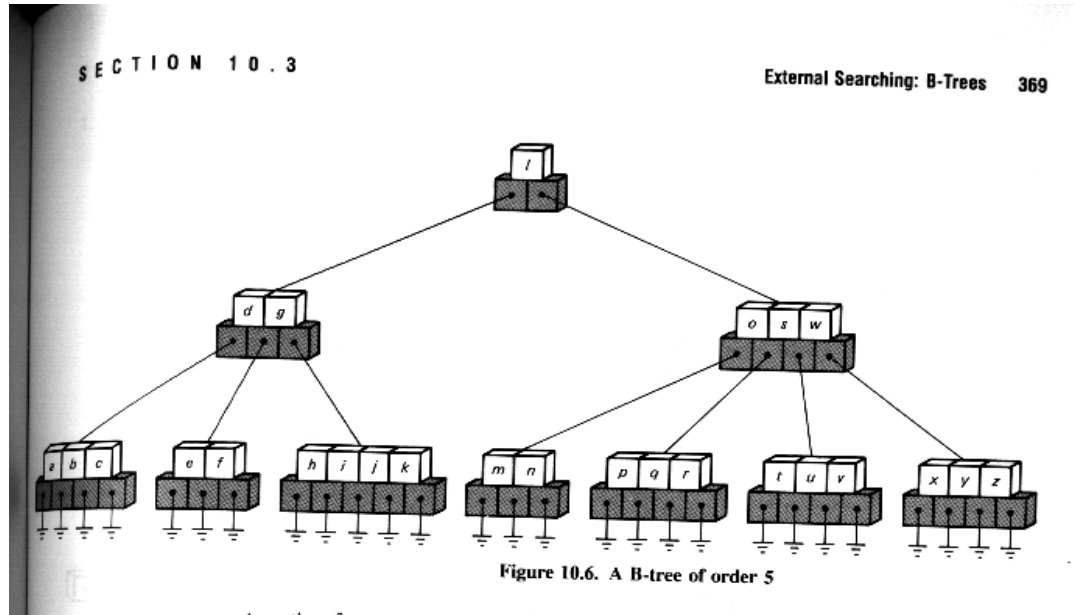 SECTION 10.3
External Searching: B-Trees 369
l
d g
o s w
a b c
e f
h i j k
m n
p q r
t u v
x y z
Figure 10.6. A B-tree of order 5